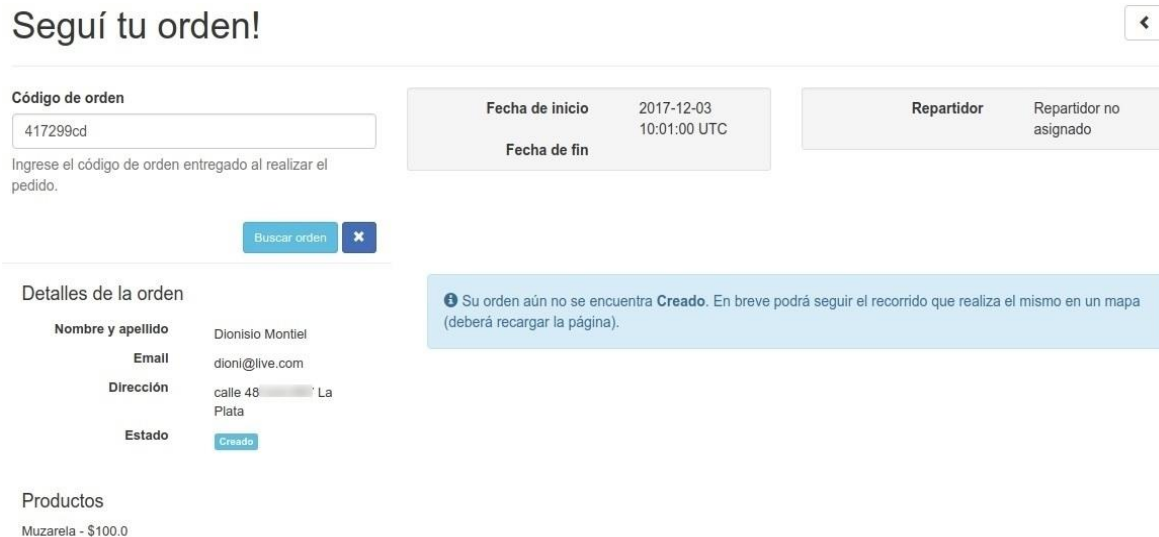 Seguí tu orden!
Código de orden
417299cd
Ingrese el código de orden entregado al realizar el
pedido.
Buscar orden
Fecha de inicio 2017-12-03
10:01:00 UTC
Fecha de fin
Repartidor Repartidor no
asignado
Detalles de la orden
Nombre y apellido Dionisio Montiel
Email dioni@live.com
Dirección calle 48 La
Plata
Estado Creado
Su orden aún no se encuentra Creado. En breve podrá seguir el recorrido que realiza el mismo en un mapa
(deberá recargar la página).
Productos
Muzarela - $100.0